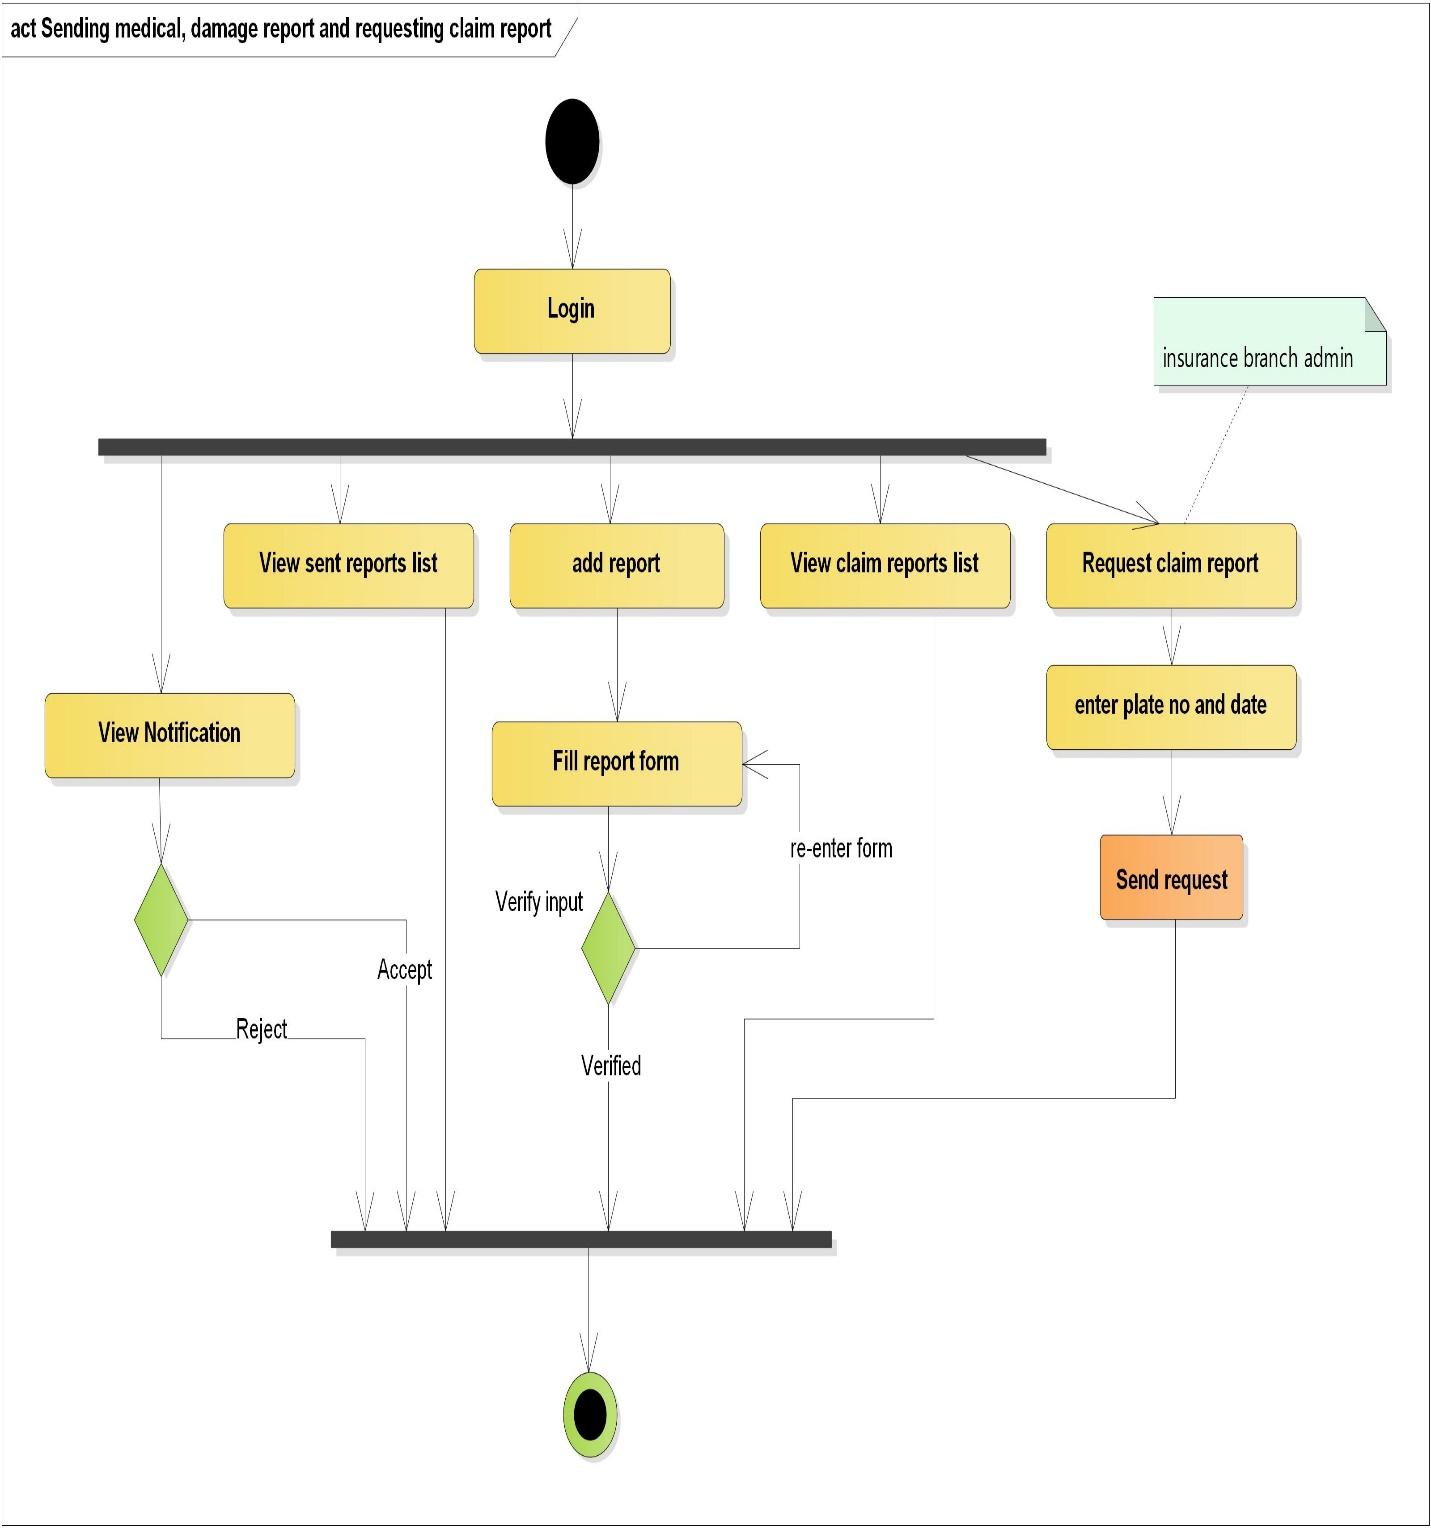 act Sending medical, damage report and requesting claim report
Login
insurance branch admin
View sent reports list
add report
View claim reports list
Request claim report
enter plate no and date
View Notification
Fill report form
re-enter form
Send request
Verify input
Accept
Reject
Verified